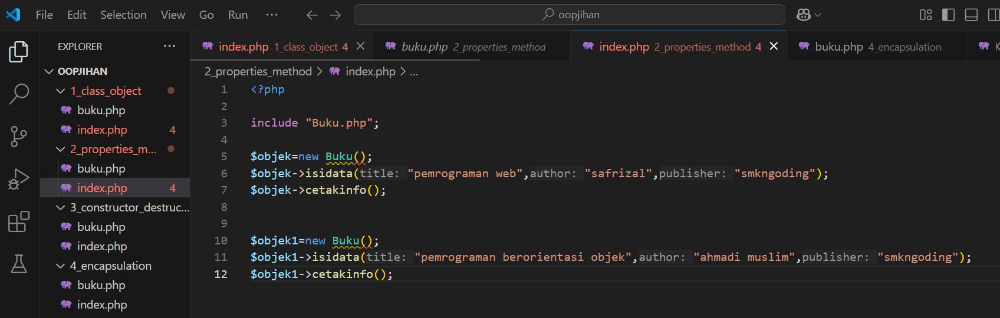 File Edit Selection View Go Run ... oopjihan
EXPLORER ...
index.php 1_class_object 4 buku.php 2_properties_method index.php 2_properties_method 4 buku.php 4_encapsulation
OOPJIHAN
1_class_object
buku.php
index.php 4
2_properties_m...
buku.php
index.php 4
3_constructor_destruc...
buku.php
index.php
4_encapsulation
buku.php
index.php
2_properties_method > index.php > ...
1 <?php
2
3 include "Buku.php";
4
5 $objek=new Buku();
6 $objek->isidata(title: "pemrograman web",author: "safrizal",publisher: "smkngoding");
7 $objek->cetakinfo();
8
9
10 $objek1=new Buku();
11 $objek1->isidata(title: "pemrograman berorientasi objek",author: "ahmadi muslim",publisher: "smkngoding");
12 $objek1->cetakinfo();